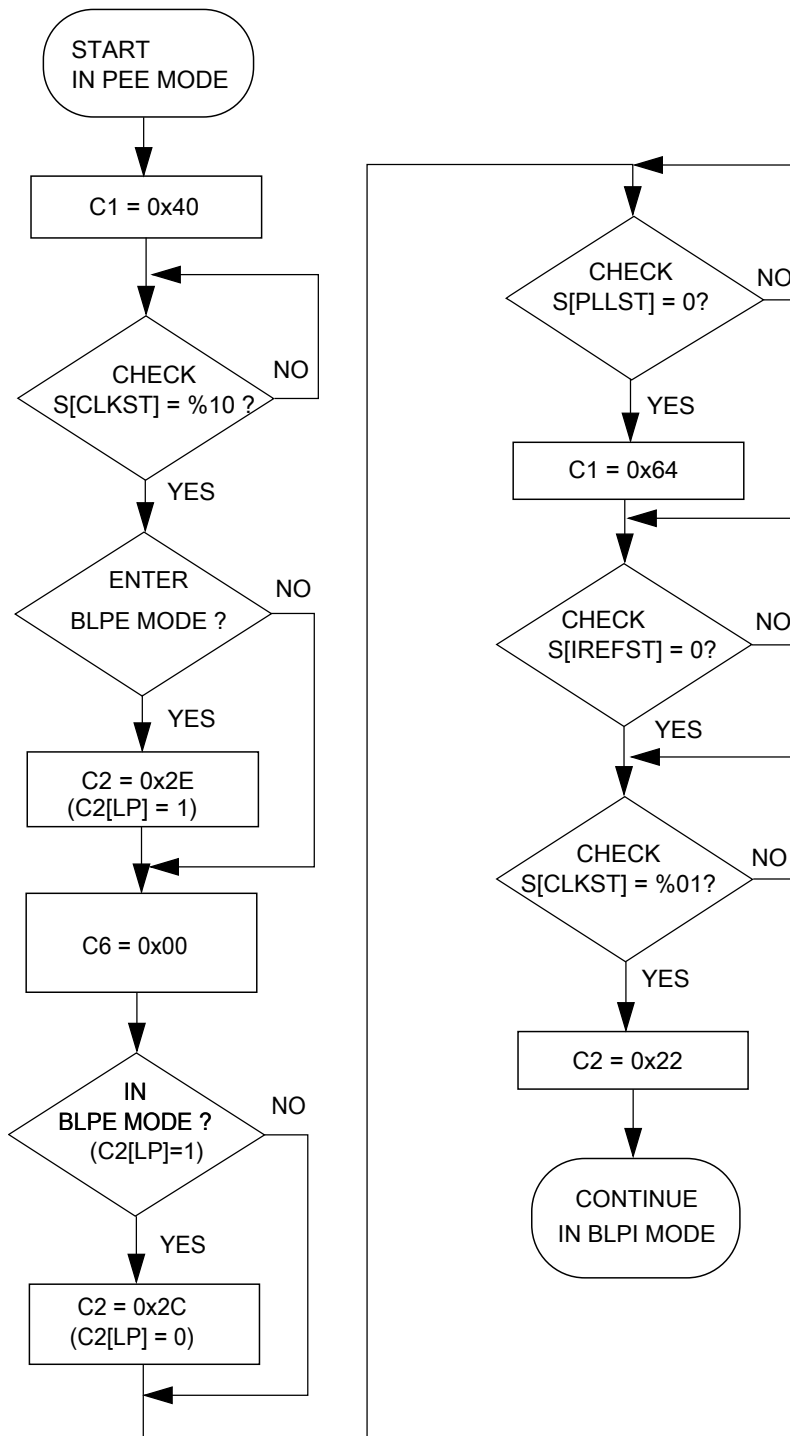 START
IN PEE MODE
C1 = 0x40
CHECK
S[CLKST] = %10 ?
NO
YES
ENTER
BLPE MODE ?
NO
YES
C2 = 0x2E
(C2[LP] = 1)
C6 = 0x00
IN
BLPE MODE ?
(C2[LP]=1)
NO
YES
C2 = 0x2C
(C2[LP] = 0)
CHECK
S[PLLST] = 0?
NO
YES
C1 = 0x64
CHECK
S[IREFST] = 0?
NO
YES
CHECK
S[CLKST] = %01?
NO
YES
C2 = 0x22
CONTINUE
IN BLPI MODE